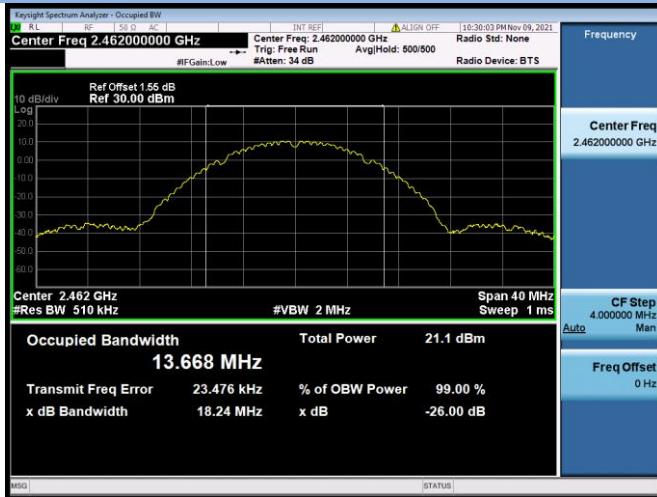 Keysight Spectrum Analyzer - Occupied BW
RL RF 50 Ω AC INT REF ALIGN OFF 10:30:03 PM Nov 09, 2021
Center Freq 2.462000000 GHz
Center Freq: 2.462000000 GHz
Radio Std: None
Trig: Free Run Avg|Hold: 500/500
#IFGain:Low #Atten: 34 dB Radio Device: BTS
Frequency
Ref Offset 1.55 dB
10 dB/div Ref 30.00 dBm
Log
20.0
10.0
0.00
-10.0
-20.0
-30.0
-40.0
-50.0
-60.0
Center 2.462 GHz Span 40 MHz
#Res BW 510 kHz #VBW 2 MHz Sweep 1 ms
Occupied Bandwidth Total Power 21.1 dBm
13.668 MHz
Transmit Freq Error 23.476 kHz % of OBW Power 99.00 %
x dB Bandwidth 18.24 MHz x dB -26.00 dB
Center Freq
2.462000000 GHz
CF Step
4.000000 MHz
Auto Man
Freq Offset
0 Hz
MSG STATUS